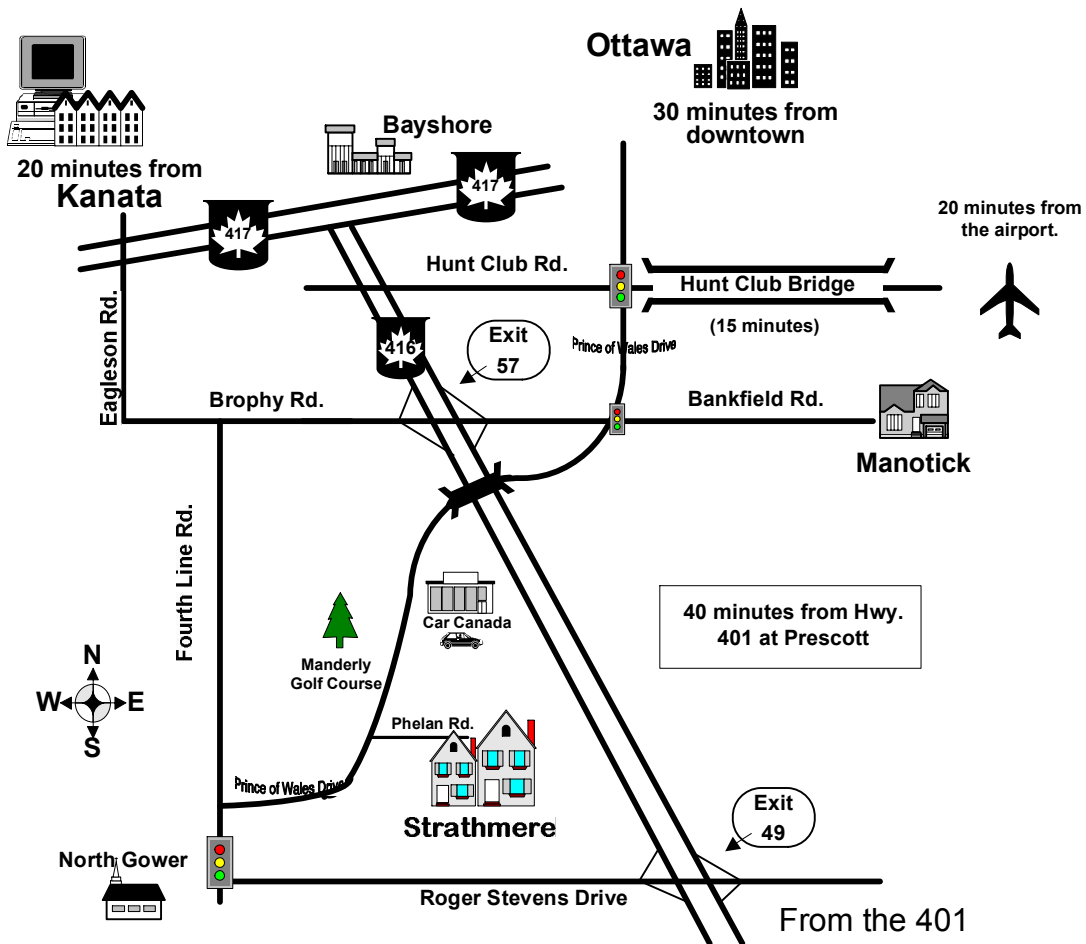 Ottawa
30 minutes from
downtown
Bayshore
20 minutes from
Kanata
417
417
20 minutes from
the airport.
Hunt Club Rd.
Hunt Club Bridge
(15 minutes)
Eagleson Rd.
416
Exit
57
Prince of Wales Drive
Brophy Rd.
Bankfield Rd.
Manotick
Fourth Line Rd.
Car Canada
40 minutes from Hwy.
401 at Prescott
Manderly
Golf Course
N
W E
S
Phelan Rd.
Prince of Wales Drive
Strathmere
Exit
49
North Gower
Roger Stevens Drive
From the 401